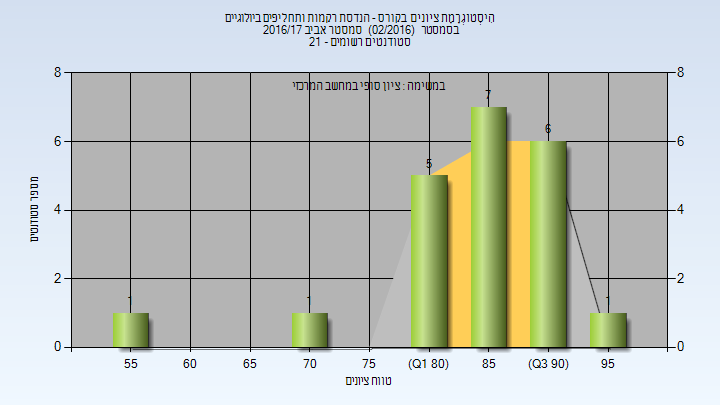 היסטוגרמת ציונים בקורס - הנדסת רקמות ותחליפים ביולוגיים
בסמסטר (02/2016) סמסטר אביב 2016/17
סטודנטים רשומים - 21
במשימה : ציון סופי במחשב המרכזי
מספר סטודנטים
8 8
6 6
4 4
2 2
0 0
1 1 5 7 6 1
55 60 65 70 75 (Q1 80) 85 (Q3 90) 95
טווח ציונים